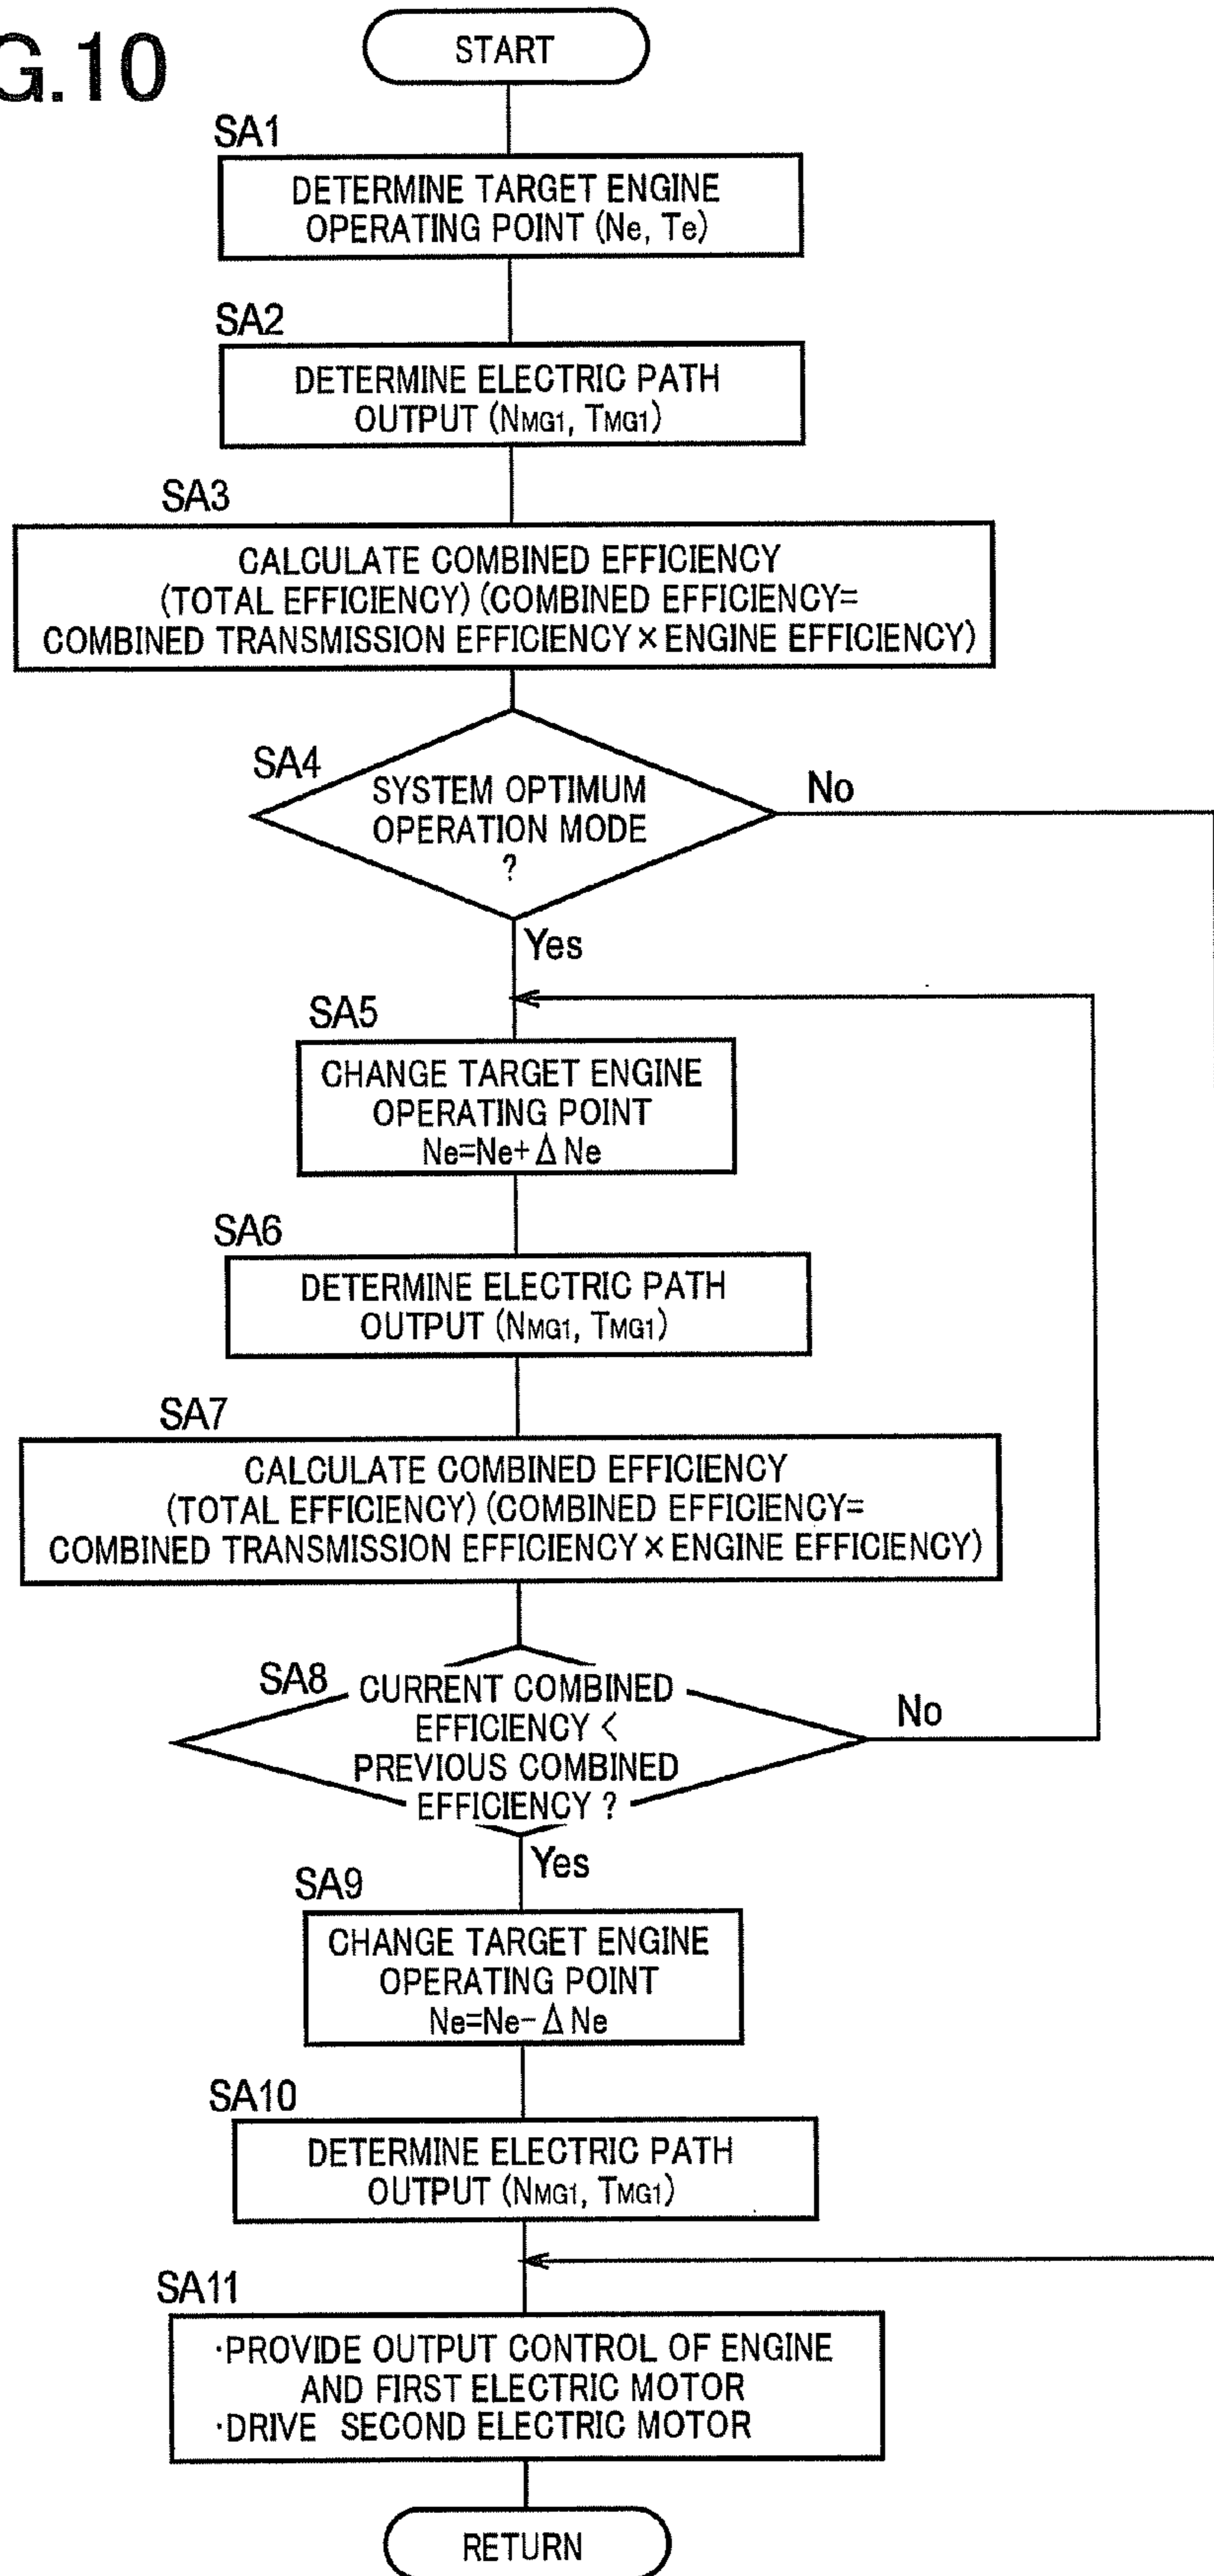 G.10
START
SA1
DETERMINE TARGET ENGINE
OPERATING POINT (Ne, Te)
SA2
DETERMINE ELECTRIC PATH
OUTPUT (NMG1, TMG1)
SA3
CALCULATE COMBINED EFFICIENCY
(TOTAL EFFICIENCY) (COMBINED EFFICIENCY=
COMBINED TRANSMISSION EFFICIENCY×ENGINE EFFICIENCY)
SA4
SYSTEM OPTIMUM
OPERATION MODE
?
No
Yes
SA5
CHANGE TARGET ENGINE
OPERATING POINT
Ne=Ne+ΔNe
SA6
DETERMINE ELECTRIC PATH
OUTPUT (NMG1, TMG1)
SA7
CALCULATE COMBINED EFFICIENCY
(TOTAL EFFICIENCY) (COMBINED EFFICIENCY=
COMBINED TRANSMISSION EFFICIENCY×ENGINE EFFICIENCY)
SA8
CURRENT COMBINED
EFFICIENCY <
PREVIOUS COMBINED
EFFICIENCY ?
No
Yes
SA9
CHANGE TARGET ENGINE
OPERATING POINT
Ne=Ne-ΔNe
SA10
DETERMINE ELECTRIC PATH
OUTPUT (NMG1, TMG1)
SA11
·PROVIDE OUTPUT CONTROL OF ENGINE
AND FIRST ELECTRIC MOTOR
·DRIVE SECOND ELECTRIC MOTOR
RETURN